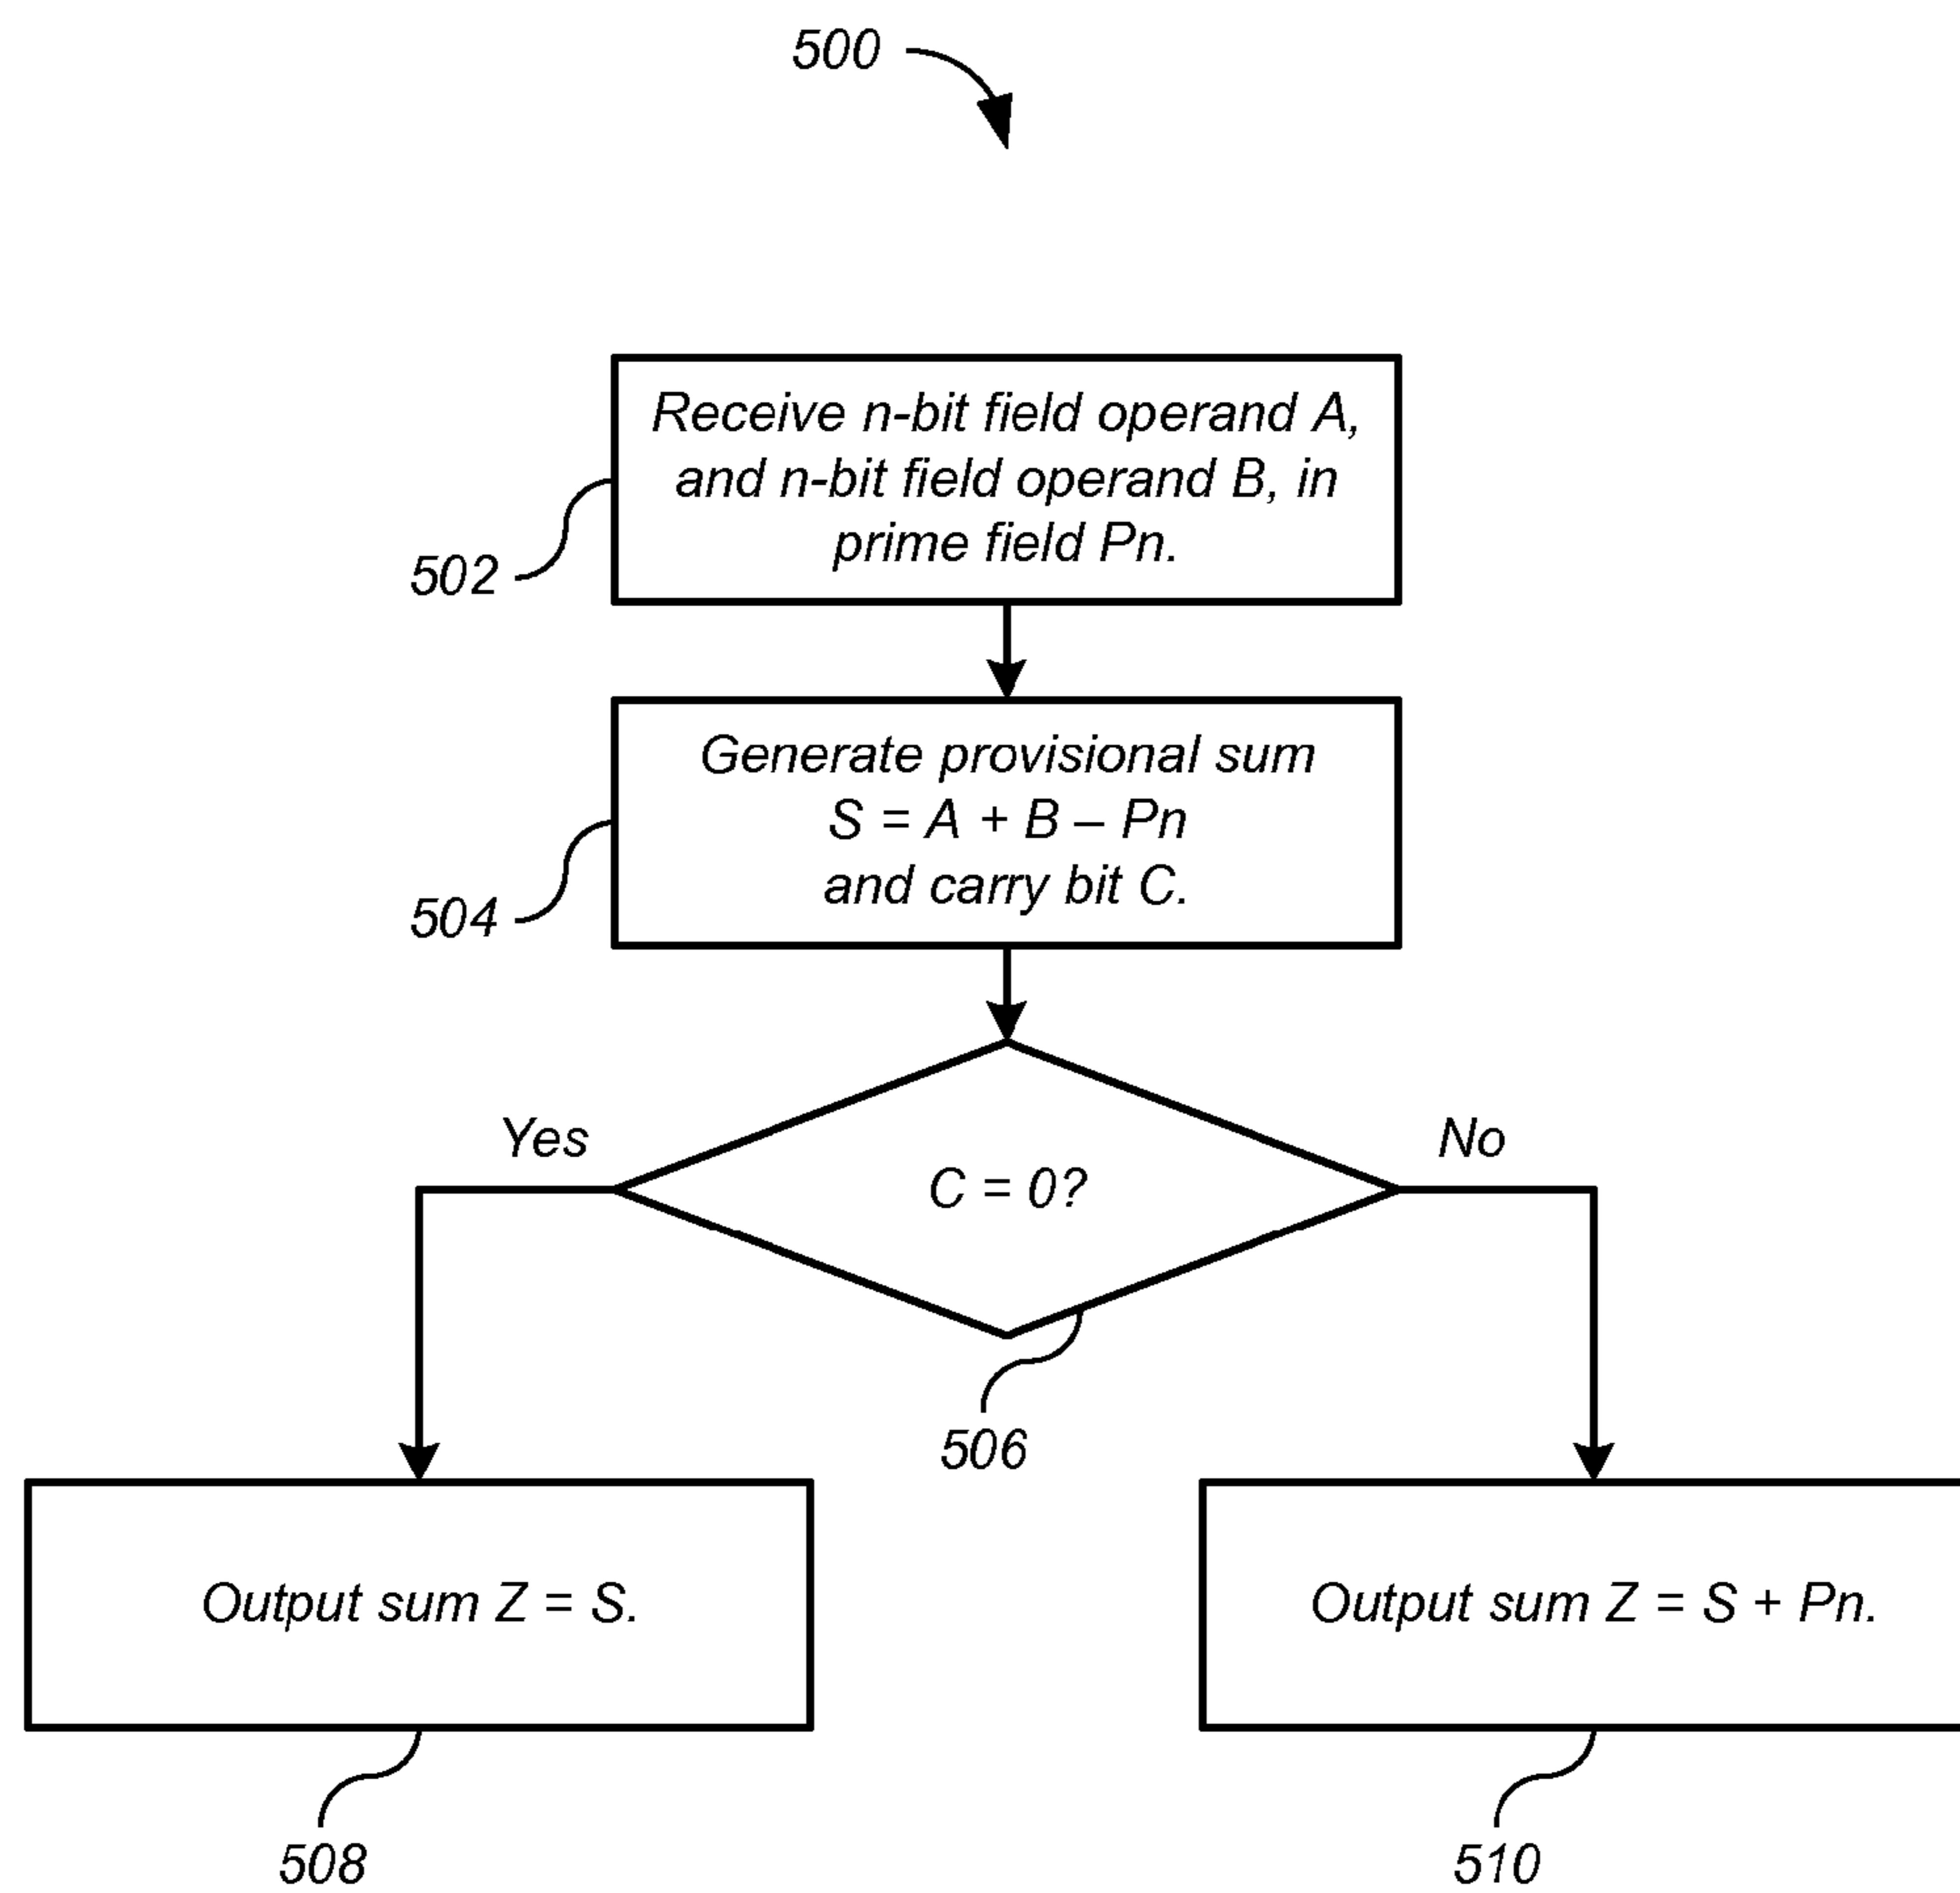 500
Receive n-bit field operand A,
and n-bit field operand B, in
prime field Pn.
502
Generate provisional sum
S = A + B – Pn
and carry bit C.
504
Yes
No
C = 0?
506
Output sum Z = S.
Output sum Z = S + Pn.
508
510